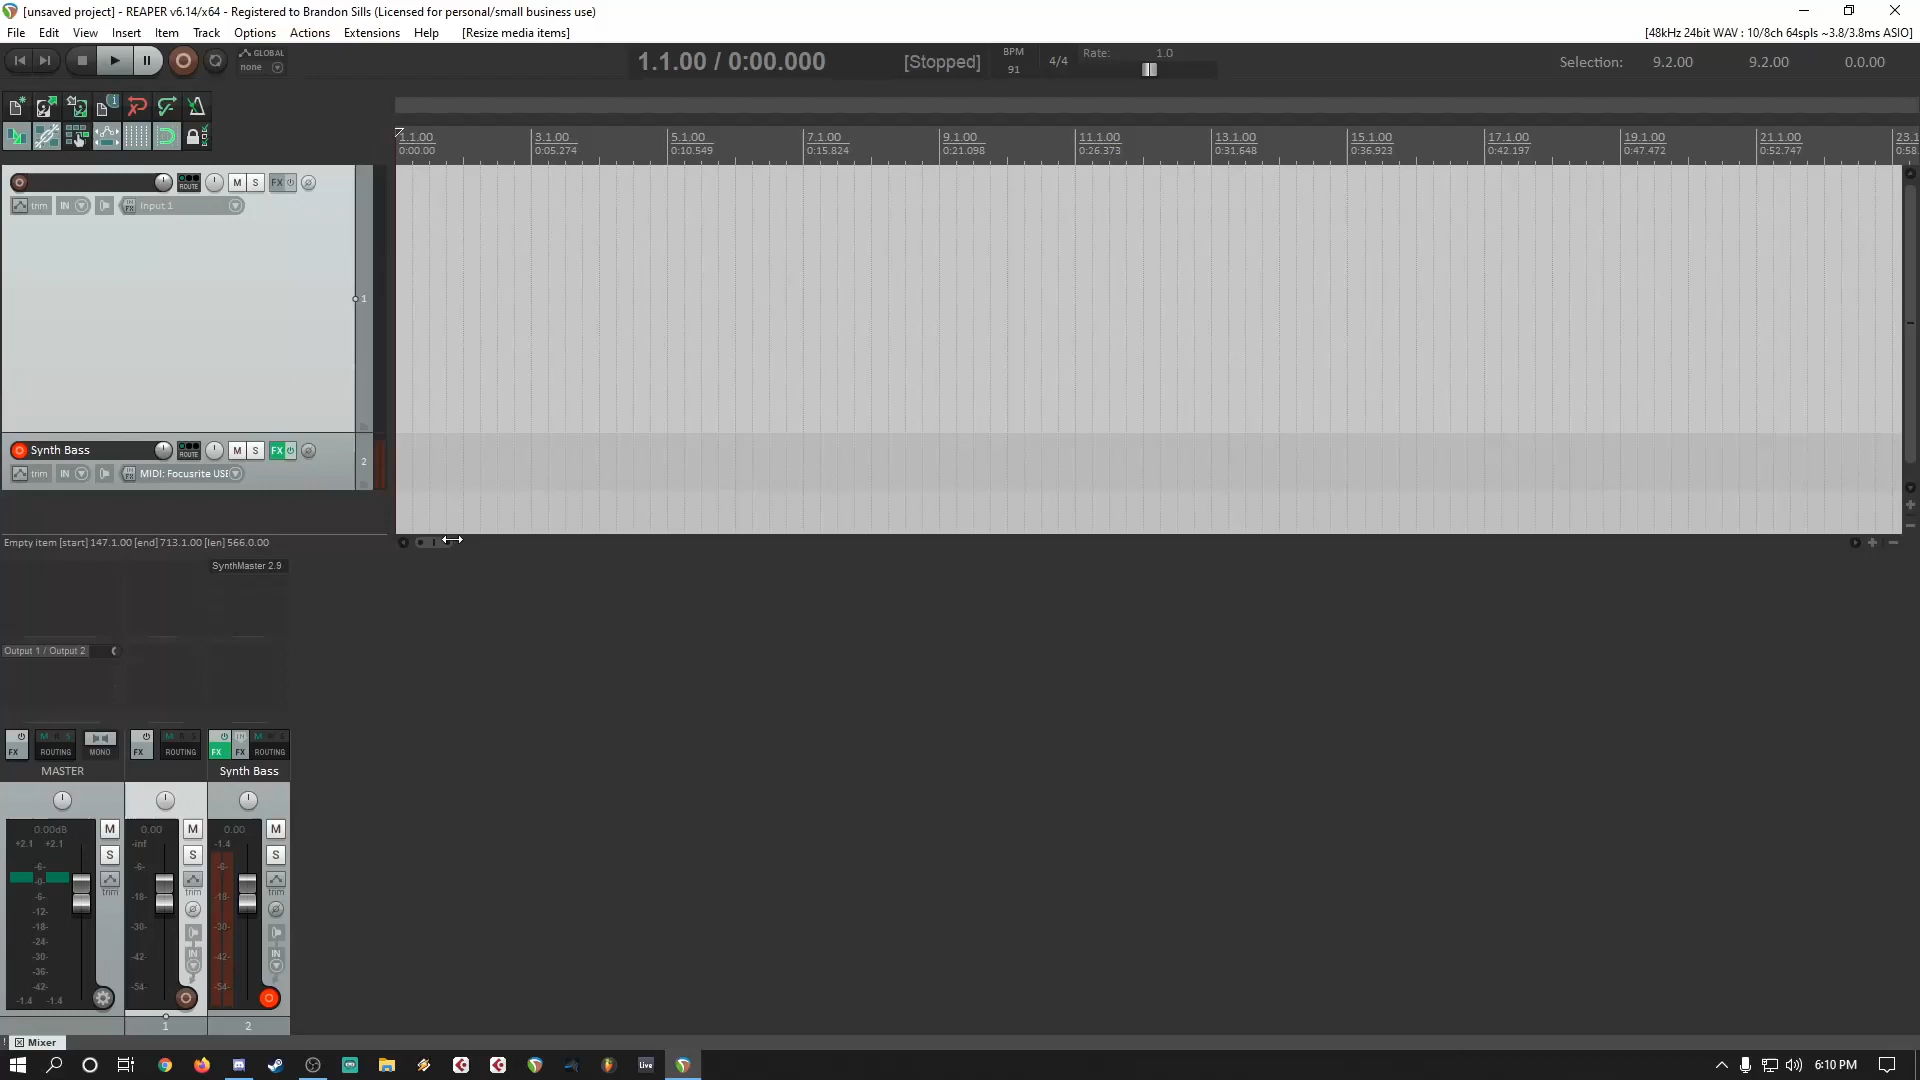 [unsaved project] - REAPER v6.14/x64 - Registered to Brandon Sills (Licensed for personal/small business use)
File Edit View Insert Item Track Options Actions Extensions Help [Resize media items]
[48kHz 24bit WAV : 10/8ch 64spls ~3.8/3.8ms ASIO]
GLOBAL
none
1.1.00 / 0:00.000
[Stopped]
BPM
91
4/4
Rate: 1.0
Selection: 9.2.00 9.2.00 0.0.00
1.1.00 3.1.00 5.1.00 7.1.00 9.1.00 11.1.00 13.1.00 15.1.00 17.1.00 19.1.00 21.1.00 23.1
0:00.00 0:05.274 0:10.549 0:15.824 0:21.098 0:26.373 0:31.648 0:36.923 0:42.197 0:47.472 0:52.747 0:58.
ROUTE M S FX
trim IN IN FX Input 1
1
Synth Bass ROUTE M S FX
trim IN IN FX MIDI: Focusrite USB
2
Empty item [start]147.1.00 [end]713.1.00 [len]566.0.00
SynthMaster 2.9
Output 1 / Output 2
M R S
FX ROUTING MONO FX ROUTING FX FX ROUTING
MASTER Synth Bass
0.00dB M 0.00 M 0.00 M
+2.1 +2.1 -inf -1.4
S S S
-6- -6- -6-
-0-
trim trim trim
-6- -18- -18-
-12-
-18- -30- -30-
-24-
-30- -42- IN -42- IN
-36-
-42- -54- -54-
-1.4 -1.4
1 2
Mixer
Live
6:10 PM